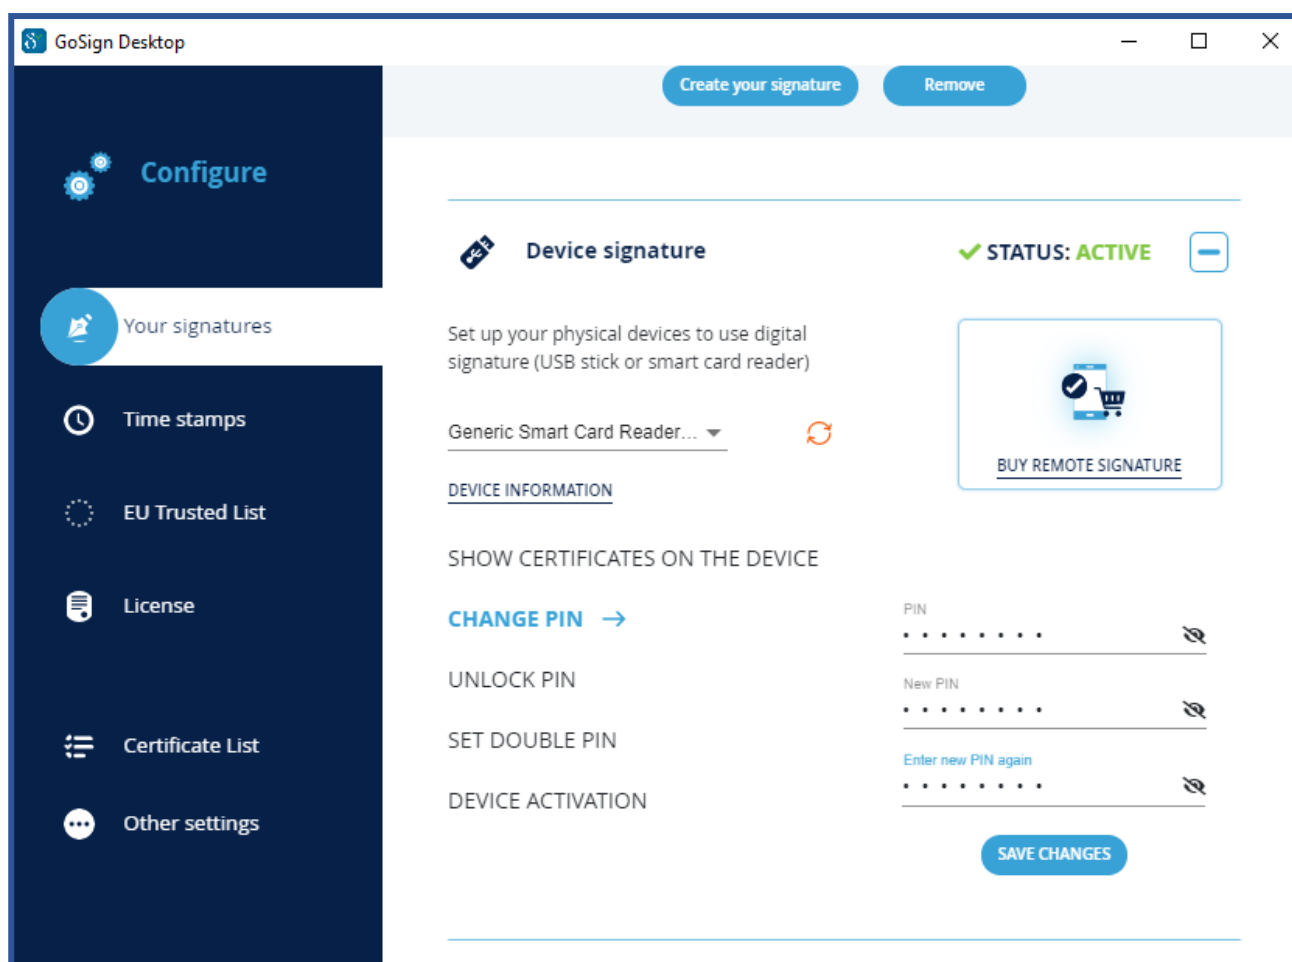 GoSign Desktop
Create your signature
Remove
Configure
Your signatures
Time stamps
EU Trusted List
License
Certificate List
Other settings
Device signature
STATUS: ACTIVE
Set up your physical devices to use digital
signature (USB stick or smart card reader)
Generic Smart Card Reader...
DEVICE INFORMATION
BUY REMOTE SIGNATURE
SHOW CERTIFICATES ON THE DEVICE
CHANGE PIN →
UNLOCK PIN
SET DOUBLE PIN
DEVICE ACTIVATION
PIN
• • • • • • • •
New PIN
• • • • • • • •
Enter new PIN again
• • • • • • • •
SAVE CHANGES